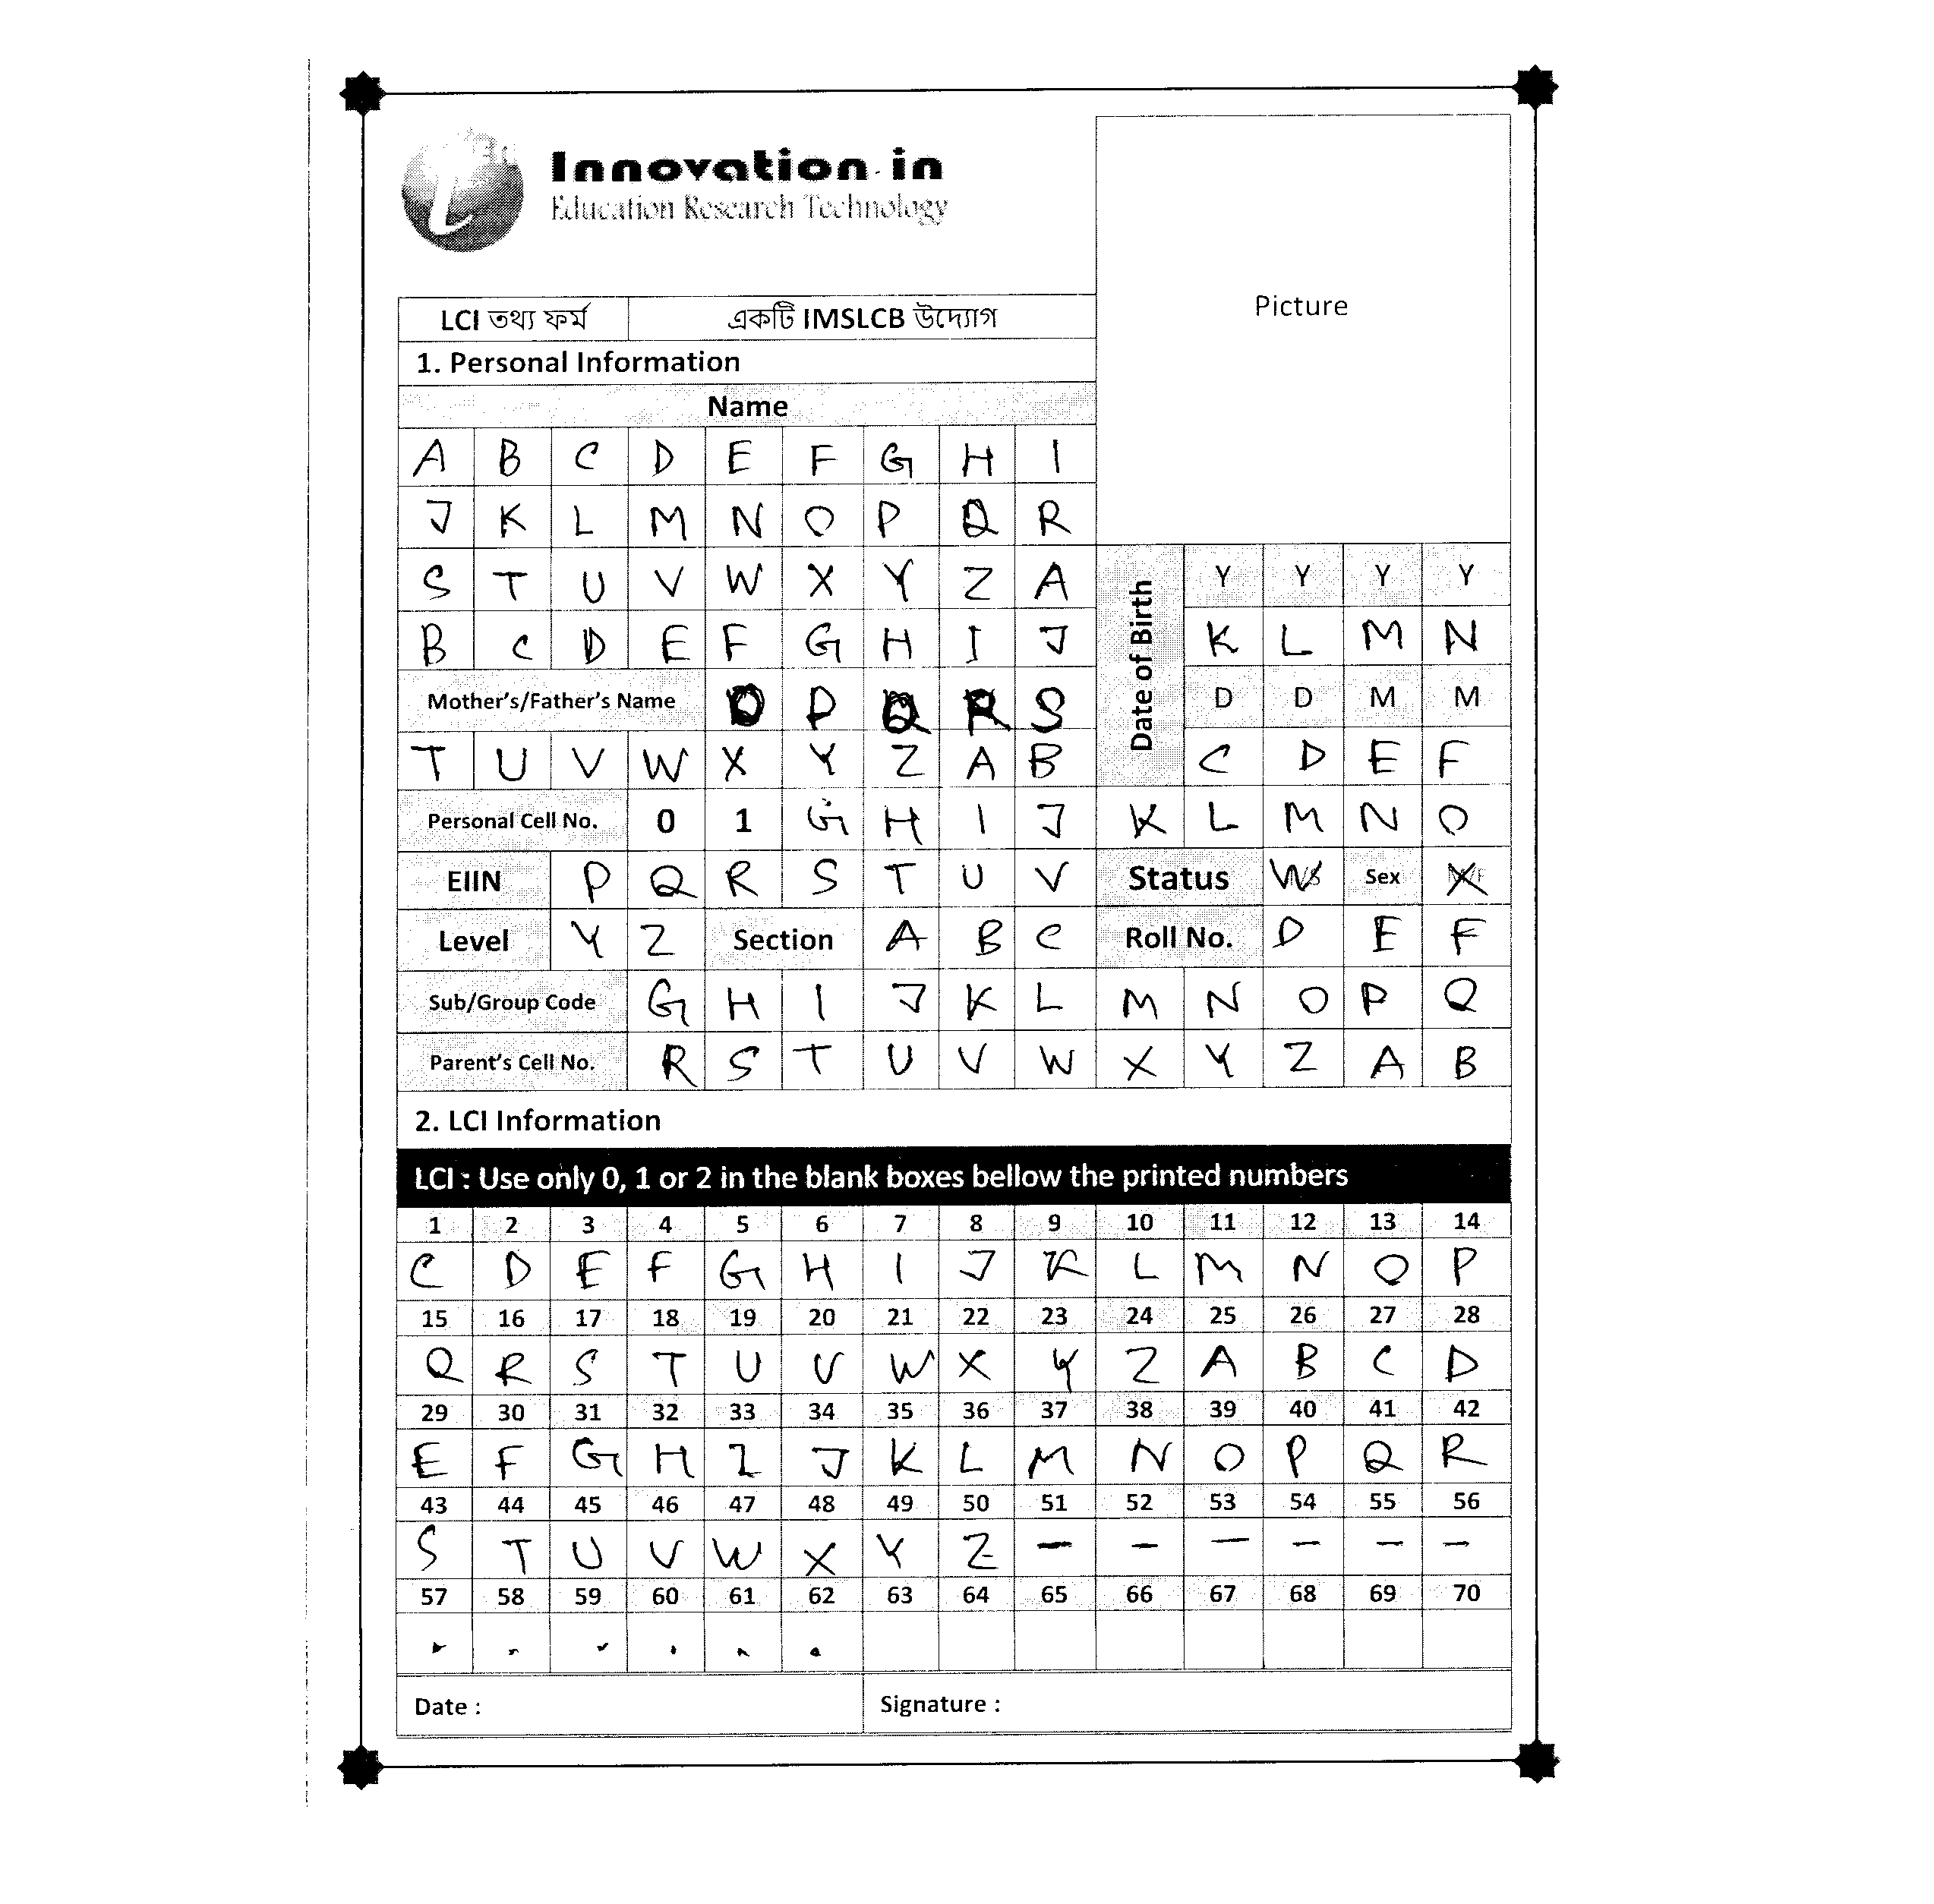 Innovation in
Education Research Technology
Picture
LCI তথ্য ফর্ম একটি IMSLCB উদ্যোগ
1. Personal Information
Name
A B C D E F G H I
J K L M N O P Q R
S T U V W X Y Z A
Date of Birth Y Y Y Y
B C D E F G H I J K L M N
Mother's/Father's Name O P Q R S D D M M
T U V W X Y Z A B C D E F
Personal Cell No. 0 1 G H I J K L M N O
EIIN P Q R S T U V Status W Sex X
Level Y Z Section A B C Roll No. D E F
Sub/Group Code G H I J K L M N O P Q
Parent's Cell No. R S T U V W X Y Z A B
2. LCI Information
LCI : Use only 0, 1 or 2 in the blank boxes bellow the printed numbers
1 2 3 4 5 6 7 8 9 10 11 12 13 14
C D E F G H I J K L M N O P
15 16 17 18 19 20 21 22 23 24 25 26 27 28
Q R S T U V W X Y Z A B C D
29 30 31 32 33 34 35 36 37 38 39 40 41 42
E F G H I J K L M N O P Q R
43 44 45 46 47 48 49 50 51 52 53 54 55 56
S T U V W X Y Z - - - - - -
57 58 59 60 61 62 63 64 65 66 67 68 69 70
Date : Signature :